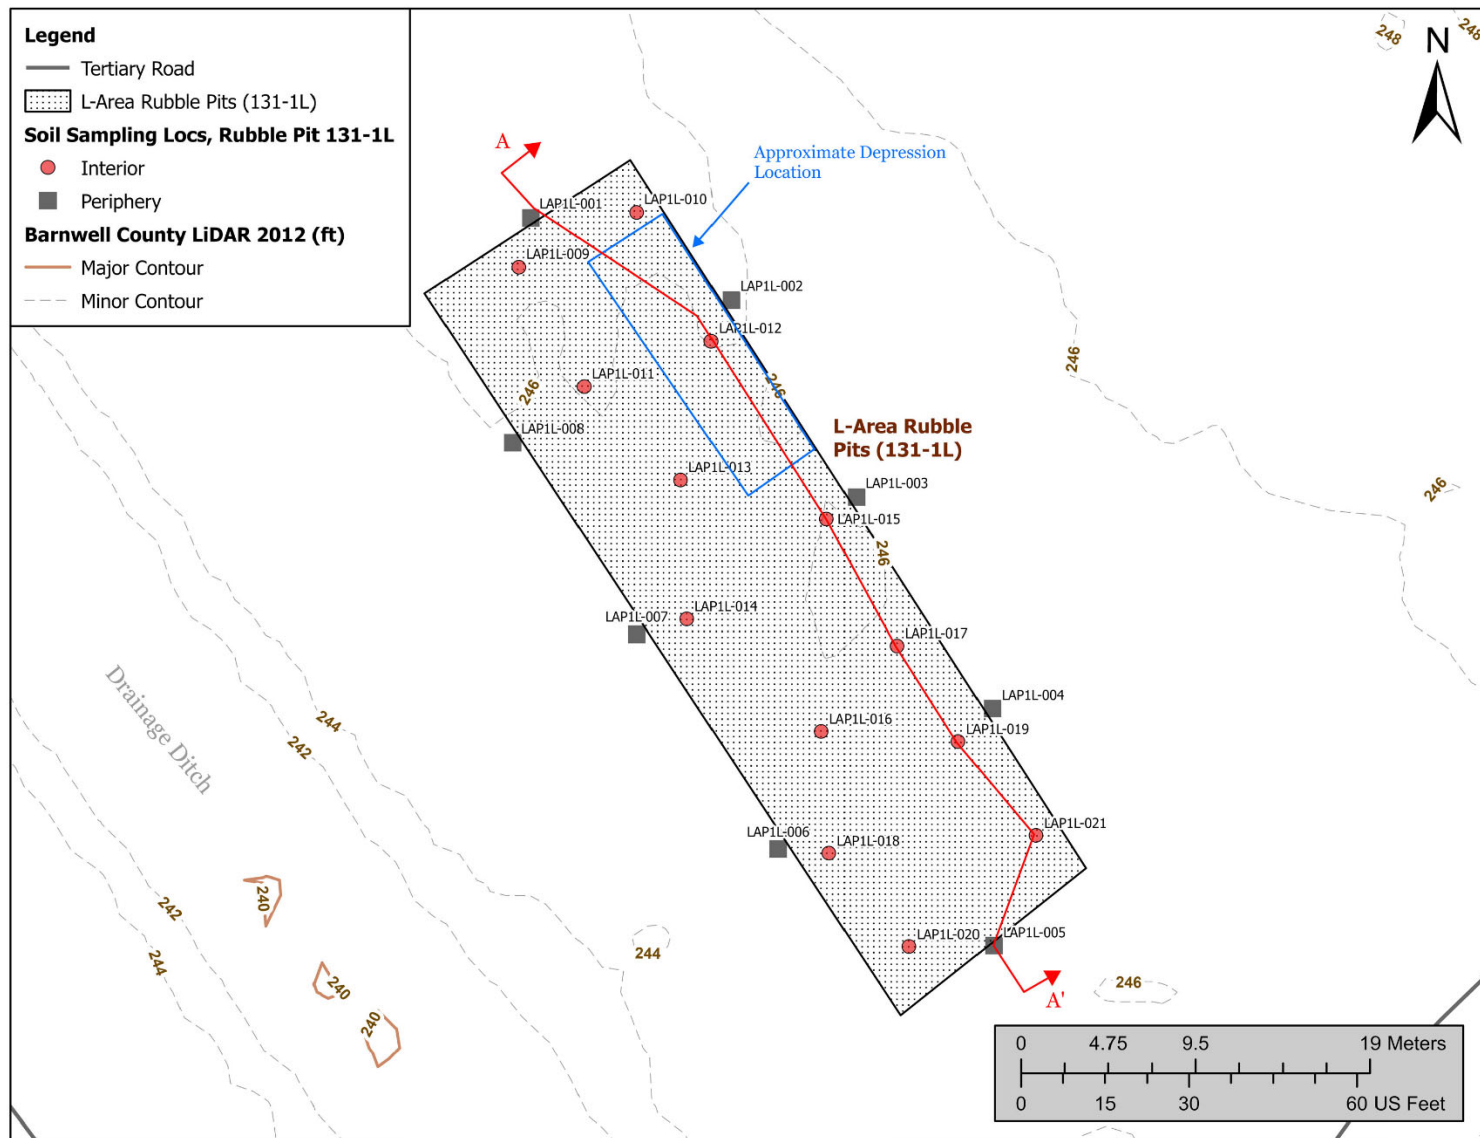 Legend
Tertiary Road
L-Area Rubble Pits (131-1L)
Soil Sampling Locs, Rubble Pit 131-1L
Interior
Periphery
Barnwell County LiDAR 2012 (ft)
Major Contour
Minor Contour
248
248
N
A
Approximate Depression
Location
LAP1L-001
LAP1L-010
LAP1L-009
LAP1L-002
LAP1L-012
246
246
LAP1L-011
246
LAP1L-008
L-Area Rubble
Pits (131-1L)
LAP1L-013
LAP1L-003
246
LAP1L-015
246
LAP1L-014
LAP1L-007
LAP1L-017
Drainage Ditch
LAP1L-004
244
LAP1L-016
LAP1L-019
242
LAP1L-006
LAP1L-018
LAP1L-021
240
242
LAP1L-020
LAP1L-005
244
244
240
246
A'
240
0 4.75 9.5 19 Meters
0 15 30 60 US Feet